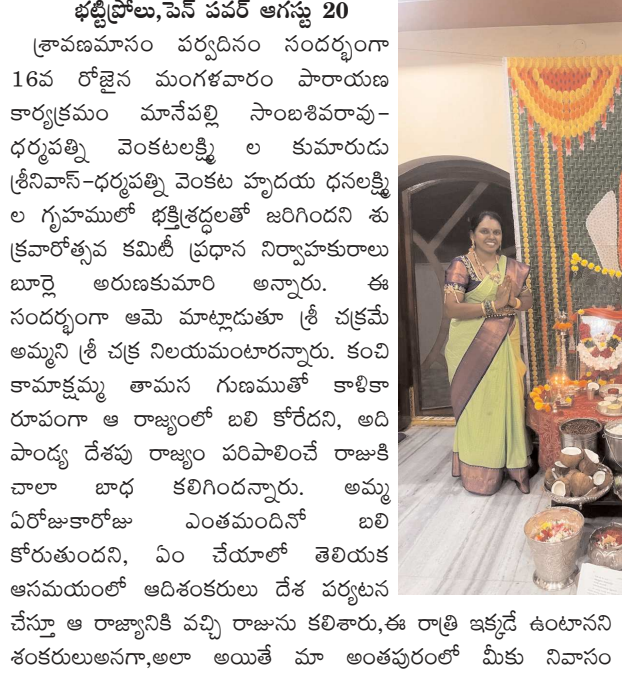 భట్టిప్రోలు,పెన్ పవర్ ఆగస్టు 20
శ్రావణమాసం పర్వదినం సందర్భంగా
16వ రోజైన మంగళవారం పారాయణ
కార్యక్రమం మానేపల్లి సాంబశివరావు-
ధర్మపత్ని వెంకటలక్ష్మి ల కుమారుడు
శ్రీనివాస్-ధర్మపత్ని వెంకట హృదయ ధనలక్ష్మి
ల గృహములో భక్తిశ్రద్ధలతో జరిగిందని శు
క్రవారోత్సవ కమిటీ ప్రధాన నిర్వాహకురాలు
బూర్లె అరుణకుమారి అన్నారు. ఈ
సందర్భంగా ఆమె మాట్లాడుతూ శ్రీ చక్రమే
అమ్మని శ్రీ చక్ర నిలయమంటారన్నారు. కంచి
కామాక్షమ్మ తామస గుణముతో కాళికా
రూపంగా ఆ రాజ్యంలో బలి కోరేదని, అది
పాండ్య దేశపు రాజ్యం పరిపాలించే రాజుకి
చాలా బాధ కలిగిందన్నారు. అమ్మ
ఏరోజుకారోజు ఎంతమందినో బలి
కోరుతుందని, ఏం చేయాలో తెలియక
ఆసమయంలో ఆదిశంకరులు దేశ పర్యటన
చేస్తూ ఆ రాజ్యానికి వచ్చి రాజును కలిశారు,ఈ రాత్రి ఇక్కడే ఉంటానని
శంకరులుఅనగా,అలా అయితే మా అంతపురంలో మీకు నివాసం